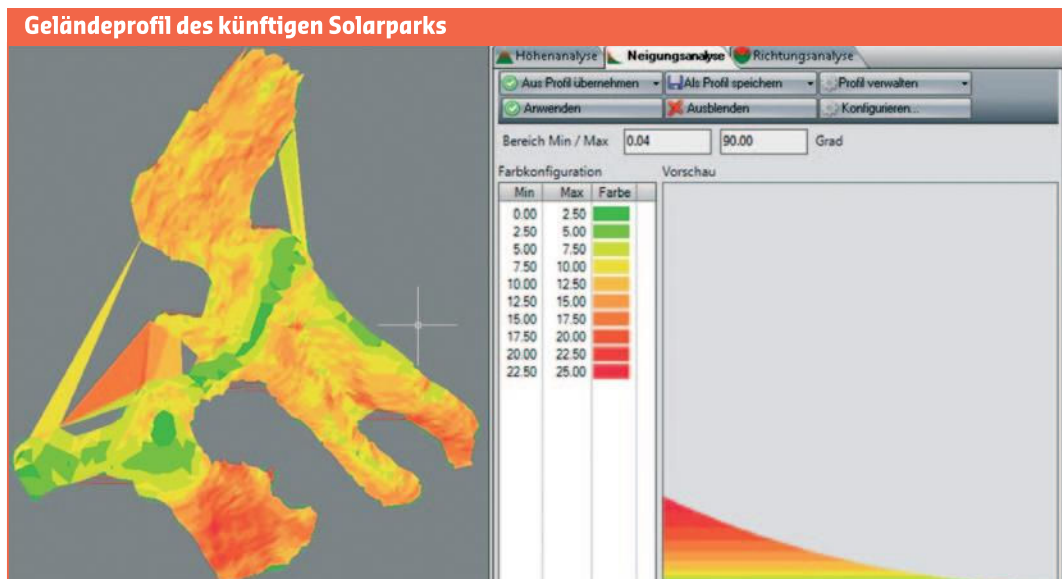 Geländeprofil des künftigen Solarparks
Höhenanalyse Neigungsanalyse Richtungsanalyse
Aus Profil übernehmen Als Profil speichern Profil verwalten
Anwenden Ausblenden Konfigurieren...
Bereich Min / Max 0.04 90.00 Grad
Farbkonfiguration Vorschau
Min Max Farbe
0.00 2.50
2.50 5.00
5.00 7.50
7.50 10.00
10.00 12.50
12.50 15.00
15.00 17.50
17.50 20.00
20.00 22.50
22.50 25.00